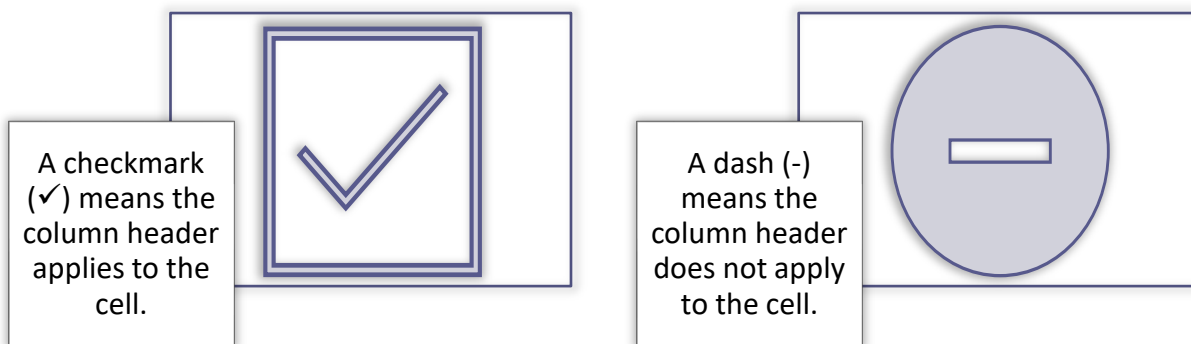 A checkmark
(✓) means the
column header
applies to the
cell.
A dash (-)
means the
column header
does not apply
to the cell.